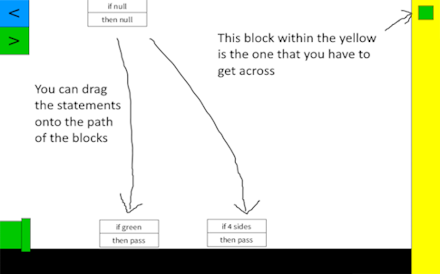 <
>
if null
then null
This block within the yellow
is the one that you have to
get across
You can drag
the statements
onto the path
of the blocks
if green
then pass
if 4 sides
then pass